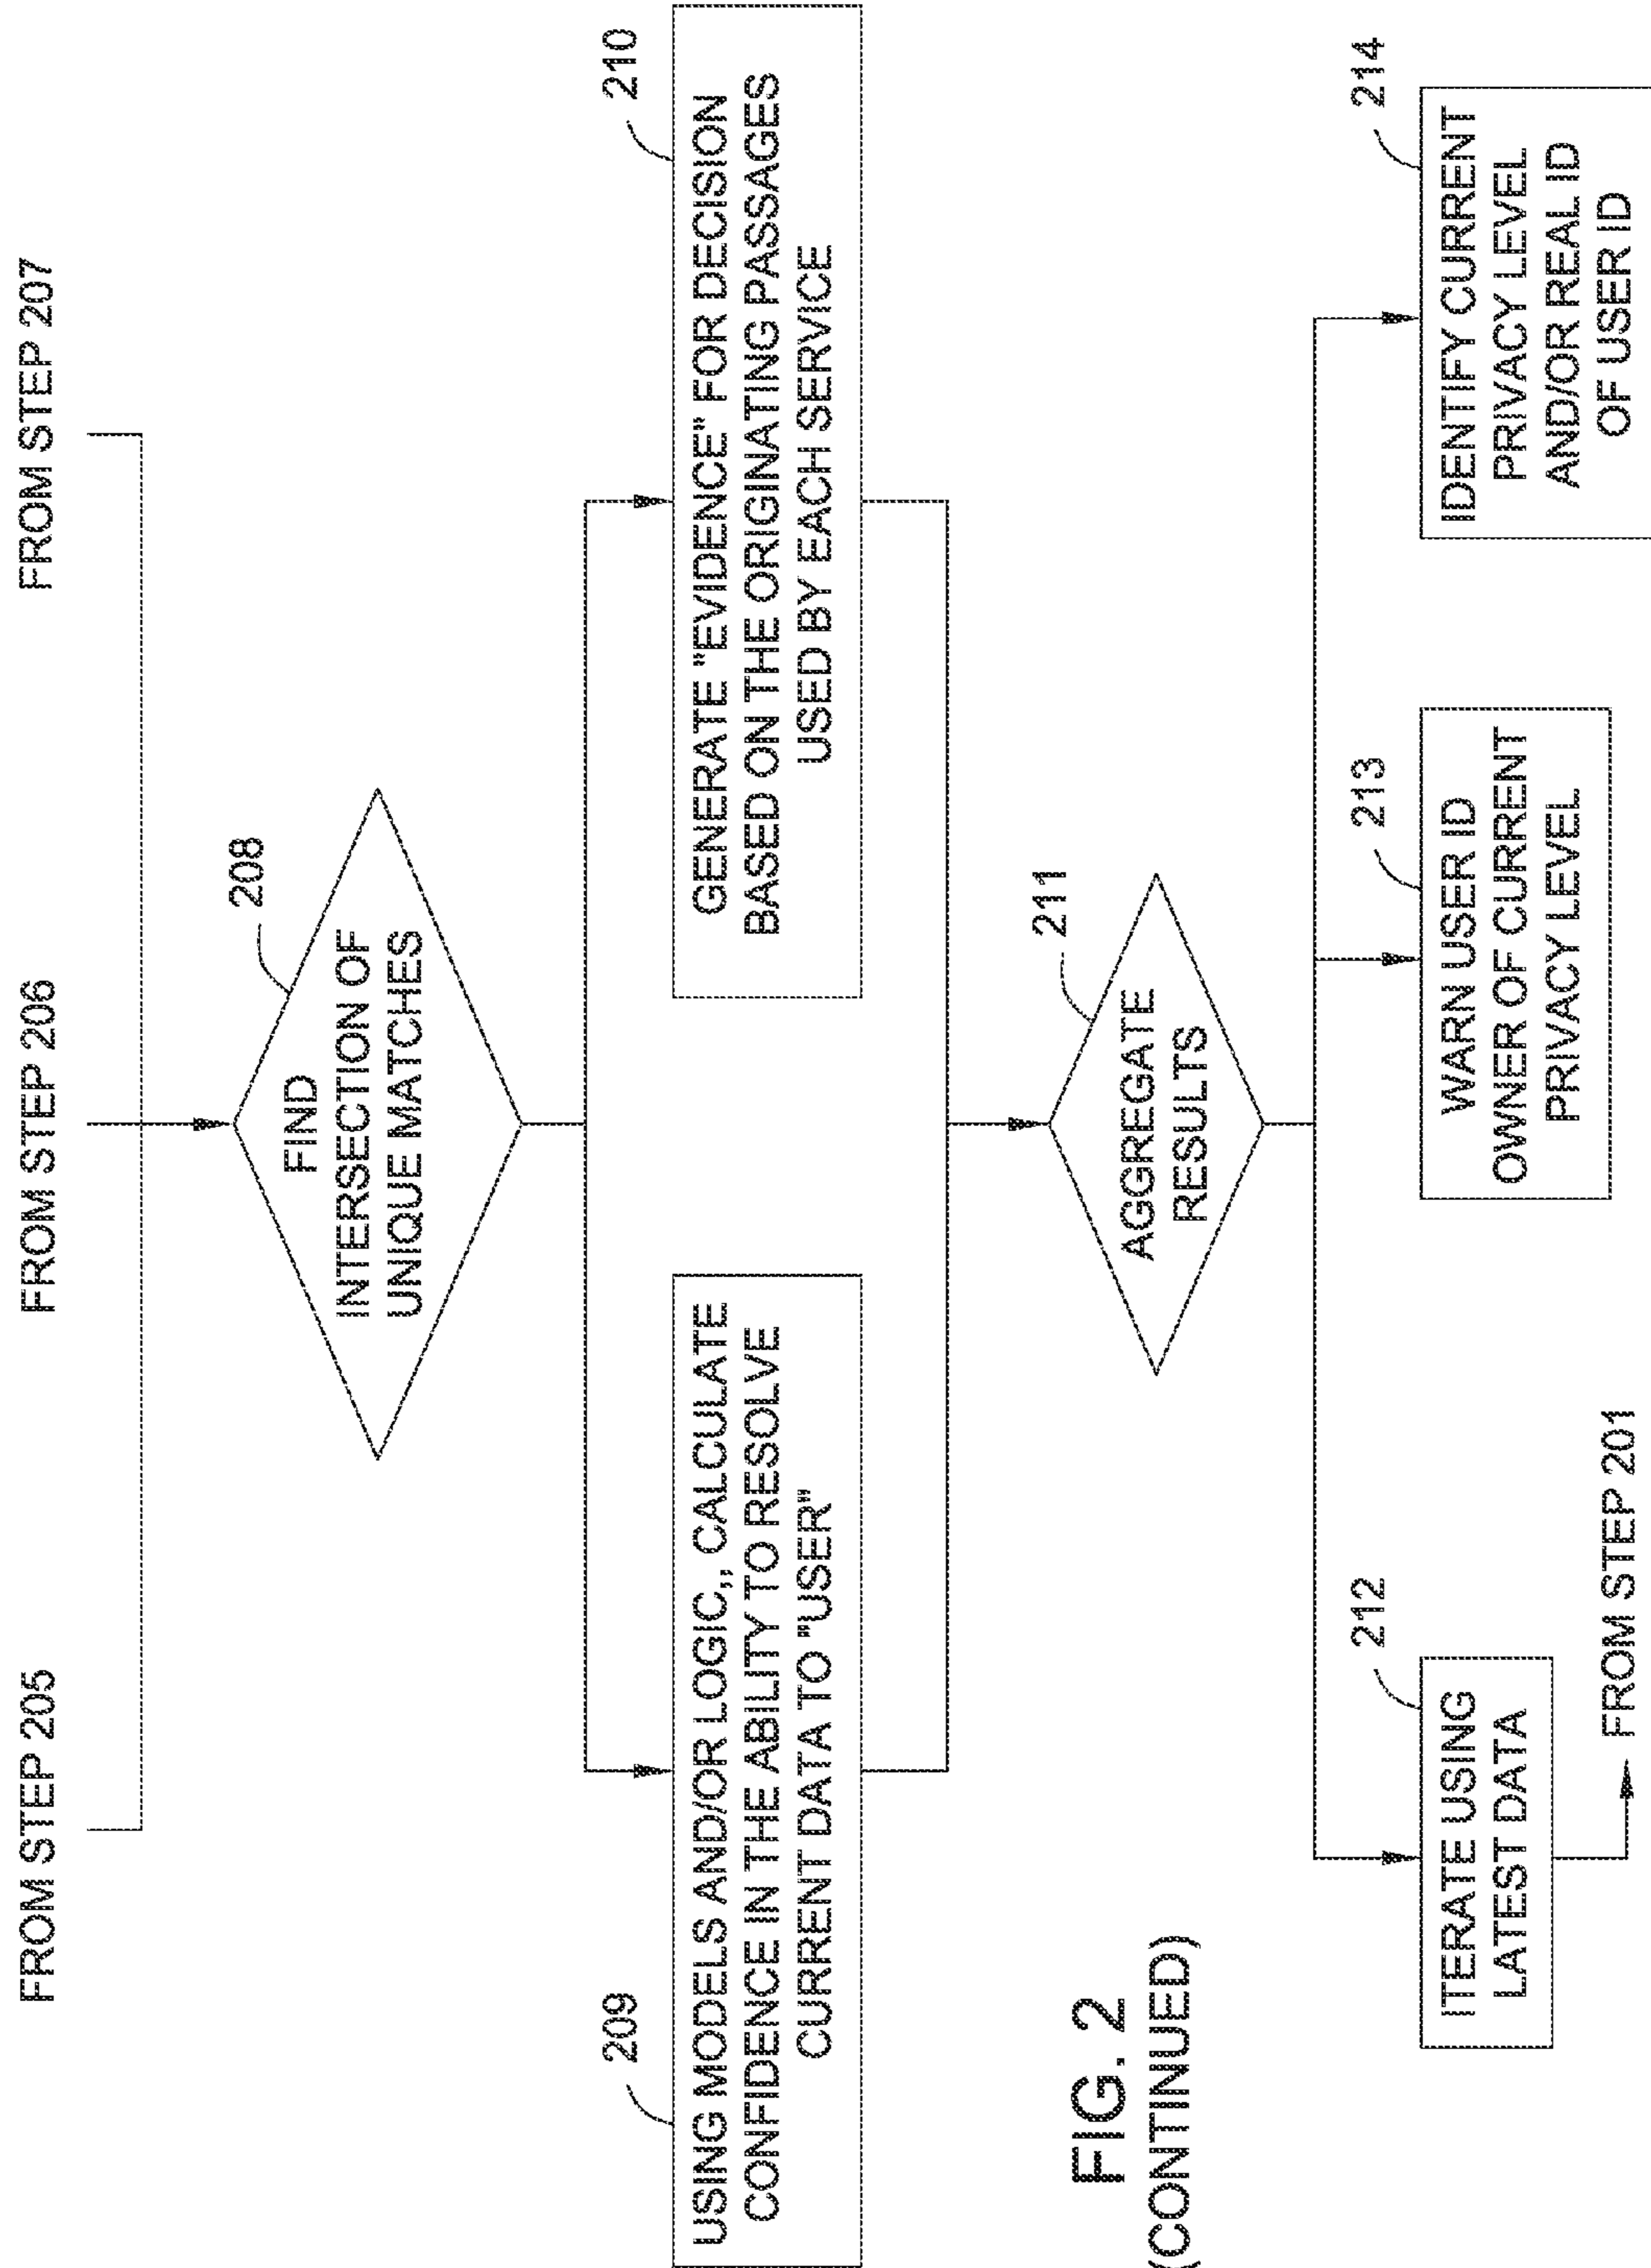 FROM STEP 205
FROM STEP 206
FROM STEP 207
208
FIND
INTERSECTION OF
UNIQUE MATCHES
209
USING MODELS AND/OR LOGIC,, CALCULATE
CONFIDENCE IN THE ABILITY TO RESOLVE
CURRENT DATA TO "USER"
210
GENERATE "EVIDENCE" FOR DECISION
BASED ON THE ORIGINATING PASSAGES
USED BY EACH SERVICE
211
AGGREGATE
RESULTS
212
ITERATE USING
LATEST DATA
FROM STEP 201
213
WARN USER ID
OWNER OF CURRENT
PRIVACY LEVEL
214
IDENTIFY CURRENT
PRIVACY LEVEL
AND/OR REAL ID
OF USER ID
FIG. 2
(CONTINUED)